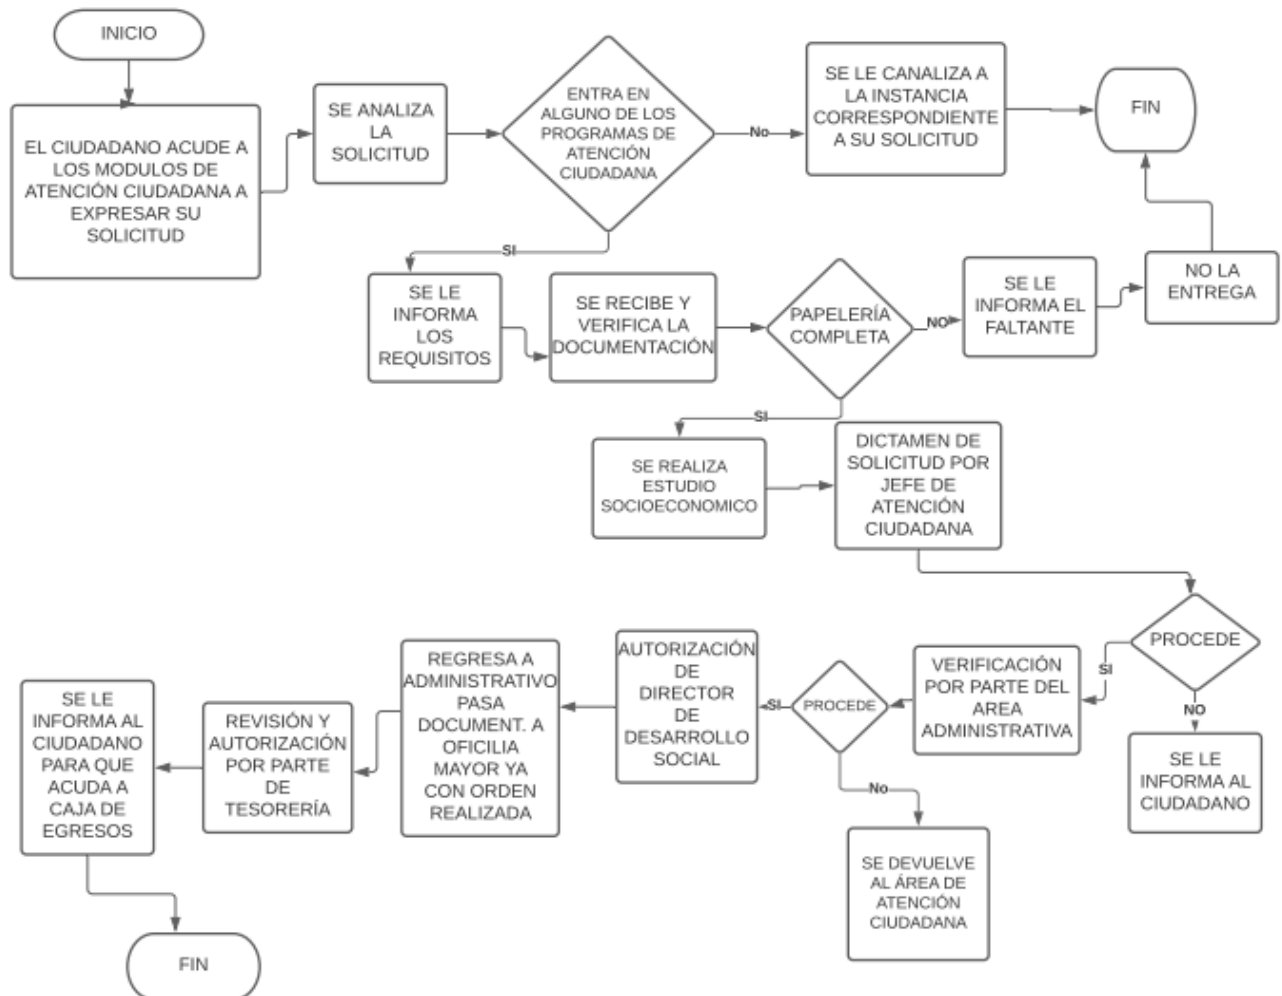 INICIO
EL CIUDADANO ACUDE A
LOS MODULOS DE
ATENCIÓN CIUDADANA A
EXPRESAR SU
SOLICITUD
SE ANALIZA
LA
SOLICITUD
ENTRA EN
ALGUNO DE LOS
PROGRAMAS DE
ATENCIÓN
CIUDADANA
No
SE LE CANALIZA A
LA INSTANCIA
CORRESPONDIENTE
A SU SOLICITUD
FIN
SI
SE LE
INFORMA
LOS
REQUISITOS
SE RECIBE Y
VERIFICA LA
DOCUMENTACIÓN
PAPELERÍA
COMPLETA
NO
SE LE
INFORMA EL
FALTANTE
NO LA
ENTREGA
SI
SE REALIZA
ESTUDIO
SOCIOECONOMICO
DICTAMEN DE
SOLICITUD POR
JEFE DE
ATENCIÓN
CIUDADANA
PROCEDE
NO
SE LE
INFORMA AL
CIUDADANO
SI
VERIFICACIÓN
POR PARTE DEL
AREA
ADMINISTRATIVA
PROCEDE
No
SE DEVUELVE
AL ÁREA DE
ATENCIÓN
CIUDADANA
SI
AUTORIZACIÓN
DE
DIRECTOR
DE
DESARROLLO
SOCIAL
REGRESA A
ADMINISTRATIVO
PASA
DOCUMENT. A
OFICILIA
MAYOR YA
CON ORDEN
REALIZADA
REVISIÓN Y
AUTORIZACIÓN
POR PARTE
DE
TESORERÍA
SE LE
INFORMA AL
CIUDADANO
PARA QUE
ACUDA A
CAJA DE
EGRESOS
FIN